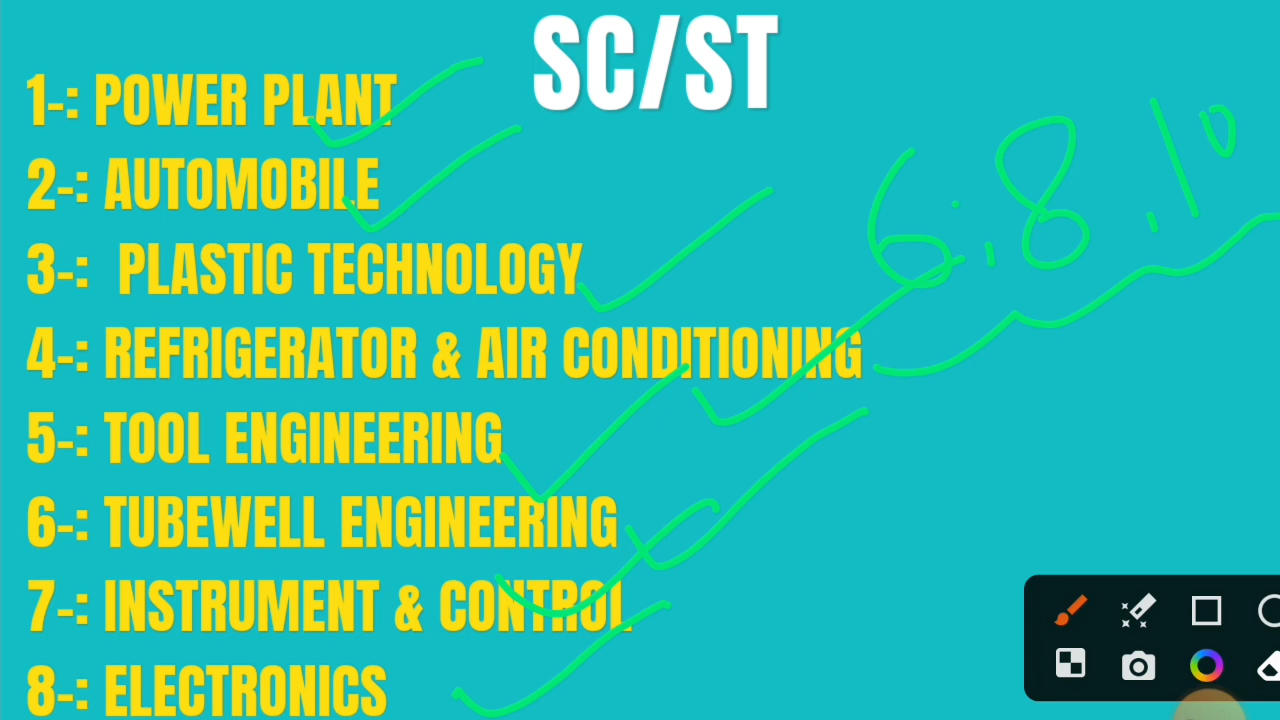 SC/ST
1-: POWER PLANT
2-: AUTOMOBILE
3-: PLASTIC TECHNOLOGY
4-: REFRIGERATOR & AIR CONDITIONING
5-: TOOL ENGINEERING
6-: TUBEWELL ENGINEERING
7-: INSTRUMENT & CONTROL
8-: ELECTRONICS
6, 8, 10